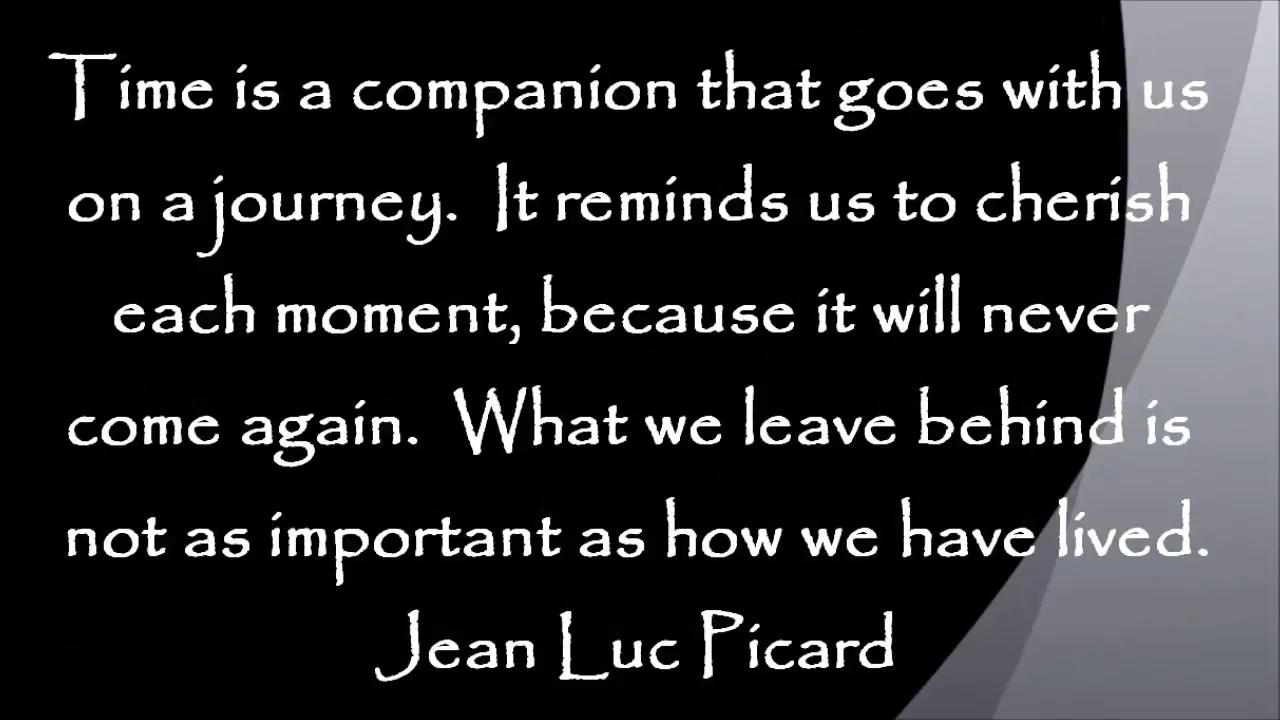 Time is a companion that goes with us
on a journey.  It reminds us to cherish
each moment, because it will never
come again.  What we leave behind is
not as important as how we have lived.
Jean Luc Picard